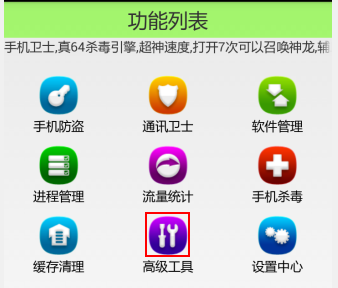 功能列表
手机卫士,真64杀毒引擎,超神速度,打开7次可以召唤神龙,辅
手机防盗 通讯卫士 软件管理
进程管理 流量统计 手机杀毒
缓存清理 高级工具 设置中心